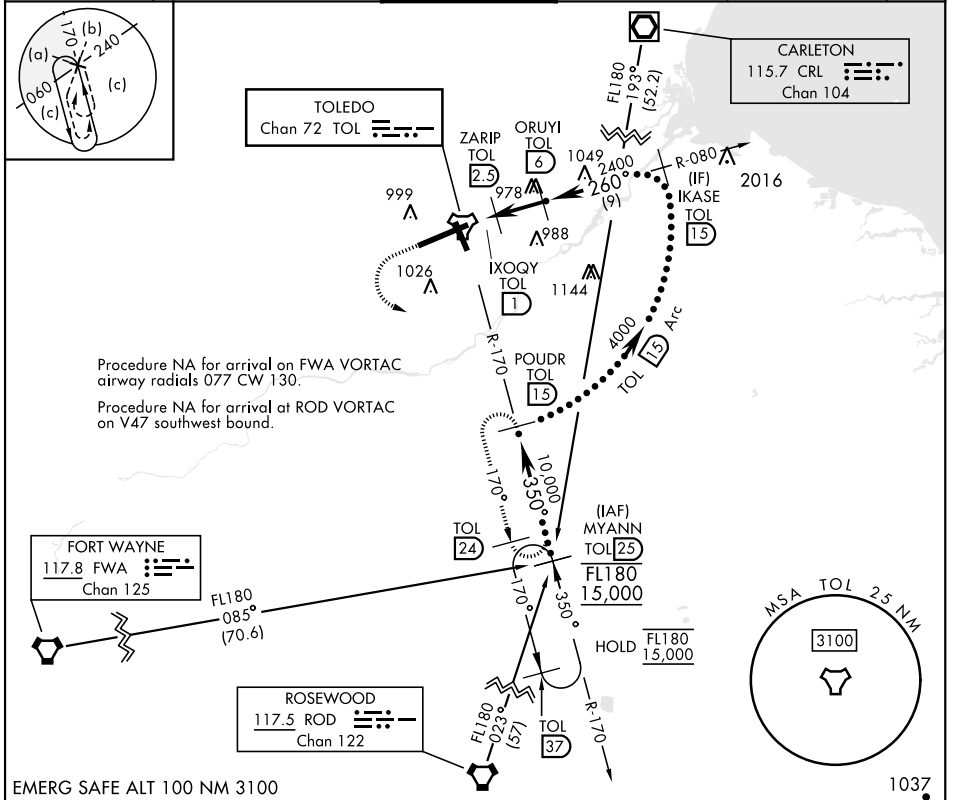 (a)
170
(b)
240
060
(c)
(c)
FL180
193°
(52.2)
CARLETON
115.7 CRL
Chan 104
TOLEDO
Chan 72 TOL
ZARIP
TOL
2.5
ORUYI
TOL
6
1049
2400
260°
(9)
R-080
2016
(IF)
IKASE
TOL
15
999
978
988
1026
IXOQY
TOL
1
1144
R-170
4000
TOL 15 Arc
Procedure NA for arrival on FWA VORTAC
airway radials 077 CW 130.
Procedure NA for arrival at ROD VORTAC
on V47 southwest bound.
POUDR
TOL
15
170°
350°
10,000
TOL
24
(IAF)
MYANN
TOL 25
FL180
15,000
FORT WAYNE
117.8 FWA
Chan 125
FL180
085°
(70.6)
170°
350°
HOLD FL180
15,000
MSA TOL 25 NM
3100
ROSEWOOD
117.5 ROD
Chan 122
FL180
023°
(57)
TOL
37
R-170
EMERG SAFE ALT 100 NM 3100
1037